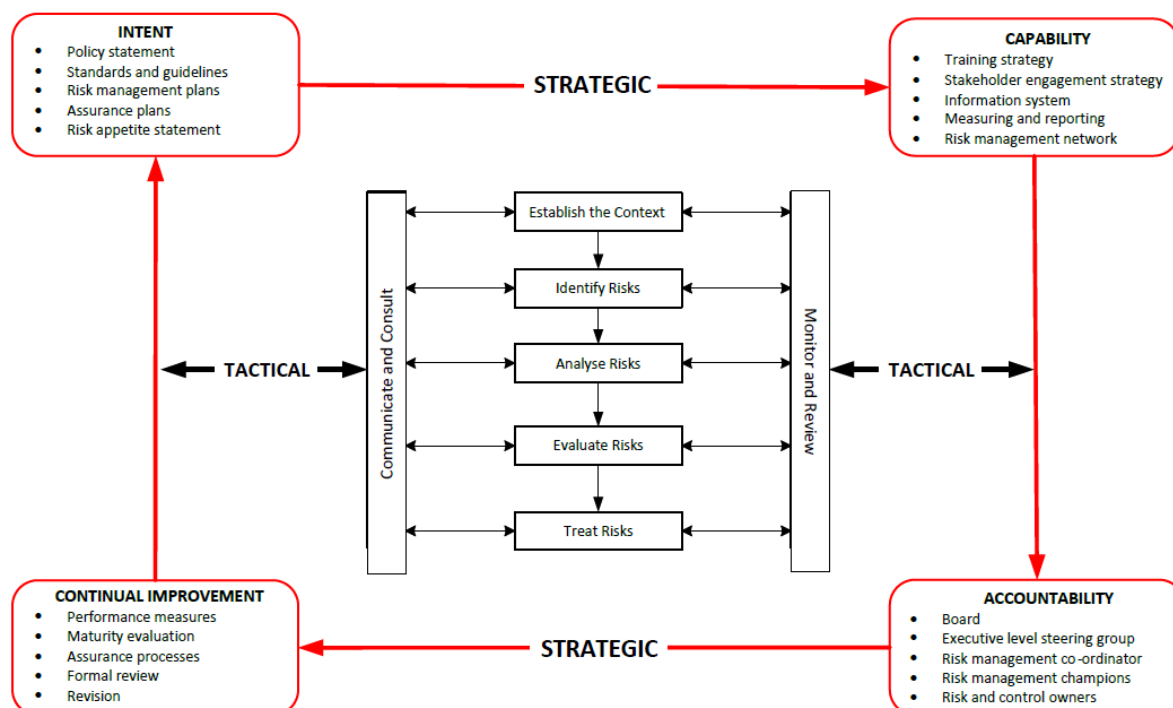 INTENT
• Policy statement
• Standards and guidelines
• Risk management plans
• Assurance plans
• Risk appetite statement
STRATEGIC
CAPABILITY
• Training strategy
• Stakeholder engagement strategy
• Information system
• Measuring and reporting
• Risk management network
Communicate and Consult
Establish the Context
Identify Risks
Analyse Risks
Evaluate Risks
Treat Risks
Monitor and Review
TACTICAL
TACTICAL
CONTINUAL IMPROVEMENT
• Performance measures
• Maturity evaluation
• Assurance processes
• Formal review
• Revision
STRATEGIC
ACCOUNTABILITY
• Board
• Executive level steering group
• Risk management co-ordinator
• Risk management champions
• Risk and control owners